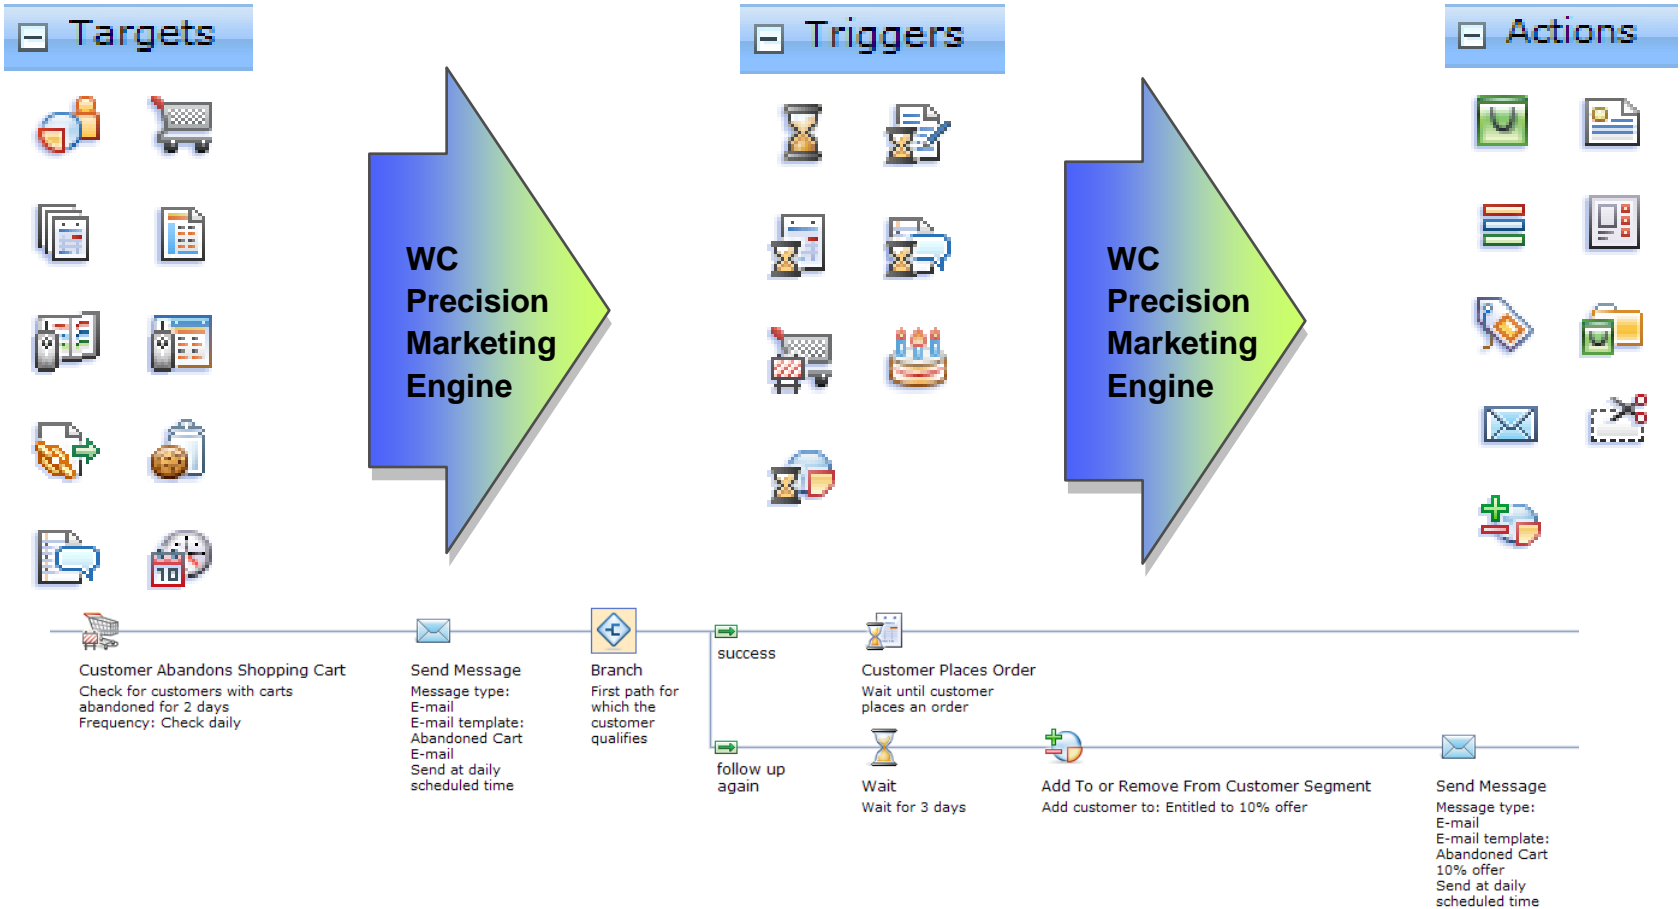 Targets
Triggers
Actions
WC
Precision
Marketing
Engine
WC
Precision
Marketing
Engine
10
Customer Abandons Shopping Cart
Check for customers with carts
abandoned for 2 days
Frequency: Check daily
Send Message
Message type:
E-mail
E-mail template:
Abandoned Cart
E-mail
Send at daily
scheduled time
Branch
First path for
which the
customer
qualifies
success
Customer Places Order
Wait until customer
places an order
follow up
again
Wait
Wait for 3 days
Add To or Remove From Customer Segment
Add customer to: Entitled to 10% offer
Send Message
Message type:
E-mail
E-mail template:
Abandoned Cart
10% offer
Send at daily
scheduled time